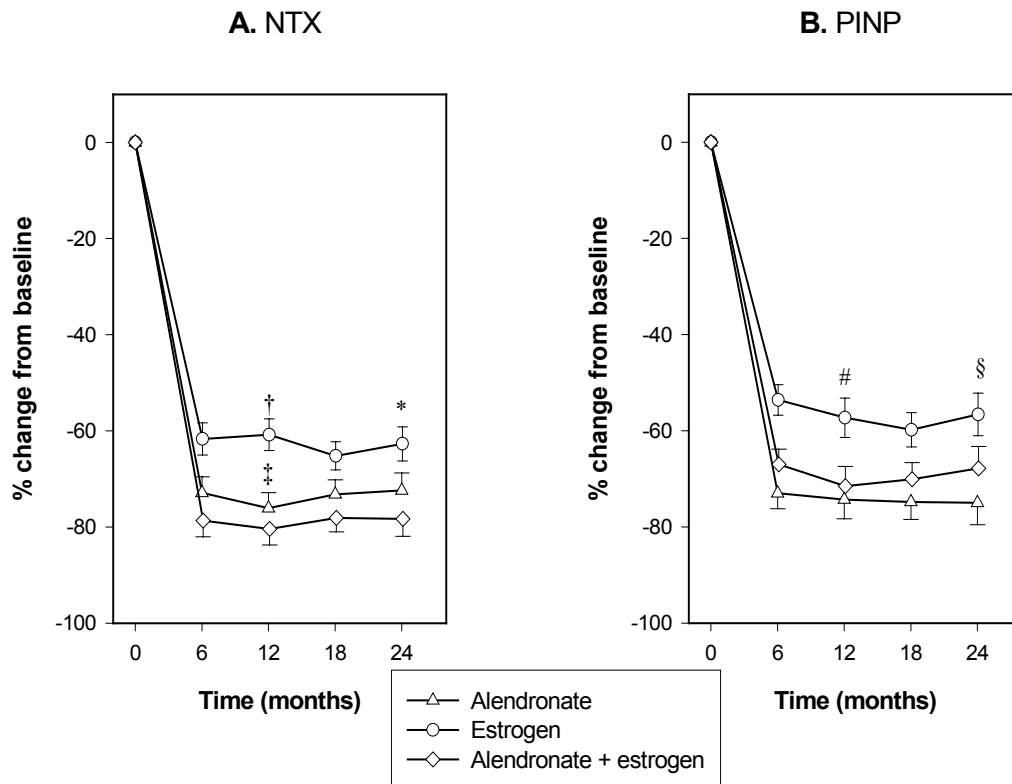 A. NTX
B. PINP
% change from baseline
0
-20
-40
-60
-80
-100
†
*
‡
0 6 12 18 24
Time (months)
% change from baseline
0
-20
-40
-60
-80
-100
#
§
0 6 12 18 24
Time (months)
Alendronate
Estrogen
Alendronate + estrogen